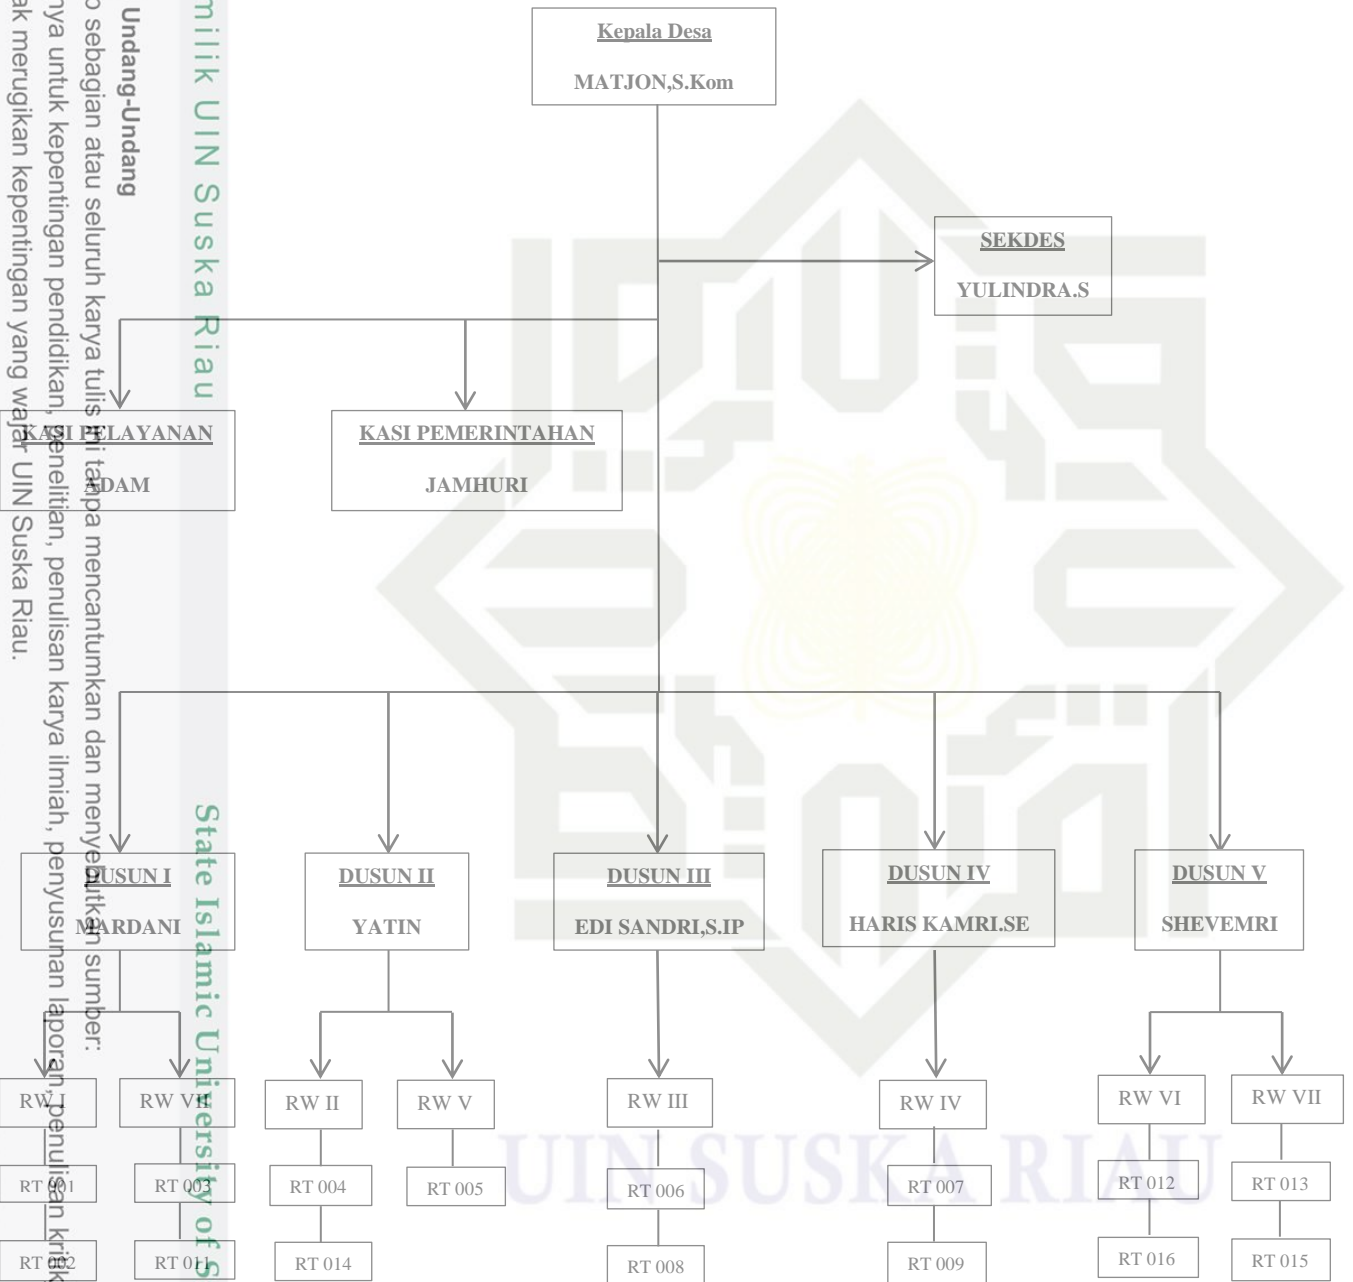 Kepala Desa
MATJON,S.Kom
SEKDES
YULINDRA.S
KASI PELAYANAN
ADAM
KASI PEMERINTAHAN
JAMHURI
DUSUN I
MARDANI
DUSUN II
YATIN
DUSUN III
EDI SANDRI,S.IP
DUSUN IV
HARIS KAMRI.SE
DUSUN V
SHEVEMRI
RW I
RW VII
RW II
RW V
RW III
RW IV
RW VI
RW VII
RT 001
RT 003
RT 004
RT 005
RT 006
RT 007
RT 012
RT 013
RT 002
RT 011
RT 014
RT 008
RT 009
RT 016
RT 015
milik UIN Suska Riau
State Islamic University of S
Undang-Undang
sebagian atau seluruh karya tulis ini tanpa mencantumkan dan menyebutkan sumber:
nya untuk kepentingan pendidikan, penelitian, penulisan karya ilmiah, penyusunan laporan, penulisan kritik
ak merugikan kepentingan yang wajar UIN Suska Riau.
UIN SUSKA RIAU